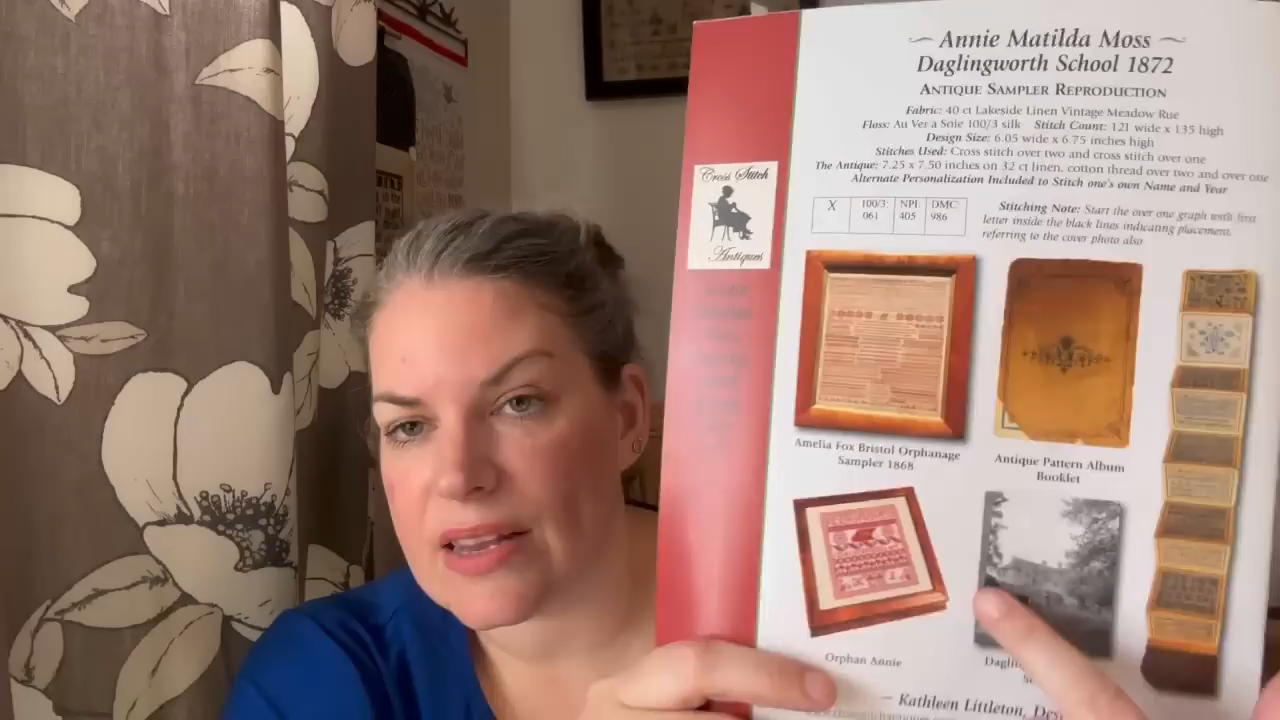 Annie Matilda Moss
Daglingworth School 1872
ANTIQUE SAMPLER REPRODUCTION
Fabric: 40 ct Lakeside Linen Vintage Meadow Rue
Floss: Au Ver a Soie 100/3 silk Stitch Count: 121 wide x 135 high
Design Size: 6.05 wide x 6.75 inches high
Stitches Used: Cross stitch over two and cross stitch over one
The Antique: 7.25 x 7.50 inches on 32 ct linen, cotton thread over two and over one
Alternate Personalization Included to Stitch one's own Name and Year
X 100/3: NPI: DMC:
061 405 986
Stitching Note: Start the over one graph with first
letter inside the black lines indicating placement,
referring to the cover photo also
Cross Stitch
Antiques
Amelia Fox Bristol Orphanage
Sampler 1868
Antique Pattern Album
Booklet
Orphan Annie
Kathleen Littleton,